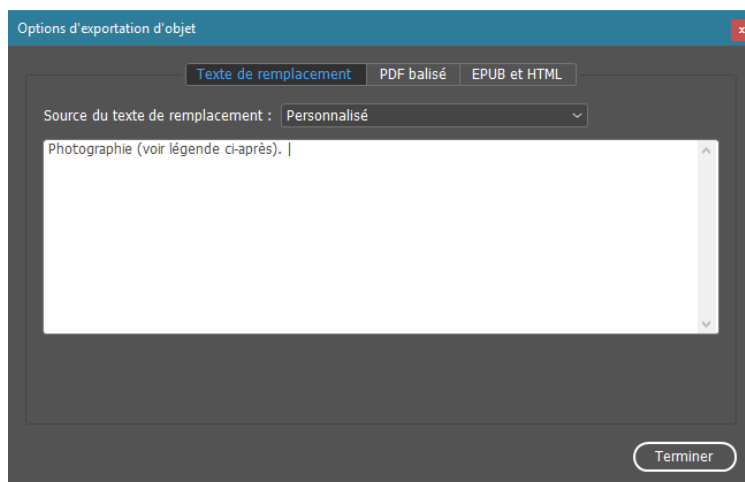 Options d'exportation d'objet
x
Texte de remplacement PDF balisé EPUB et HTML
Source du texte de remplacement : Personnalisé
Photographie (voir légende ci-après).
Terminer